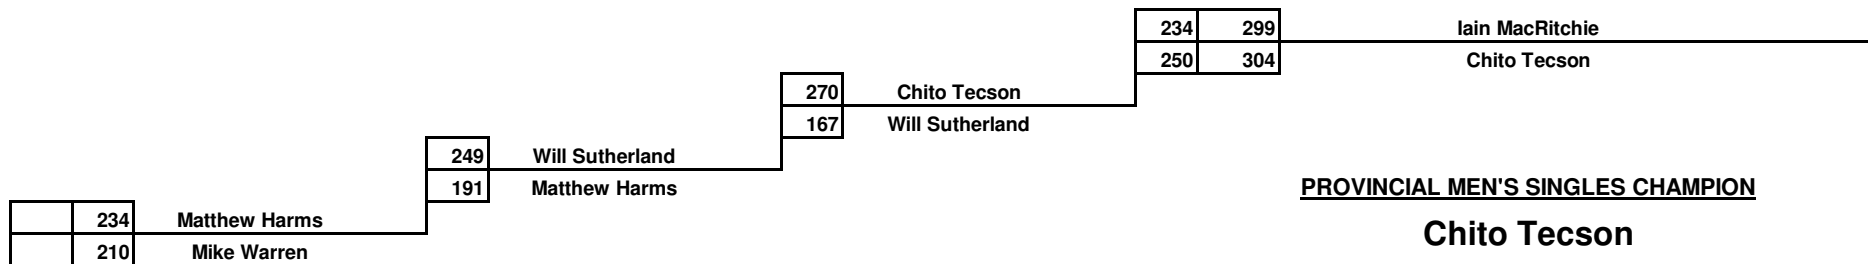 234 299 Iain MacRitchie
250 304 Chito Tecson
270 Chito Tecson
167 Will Sutherland
249 Will Sutherland
191 Matthew Harms
PROVINCIAL MEN'S SINGLES CHAMPION
234 Matthew Harms
Chito Tecson
210 Mike Warren